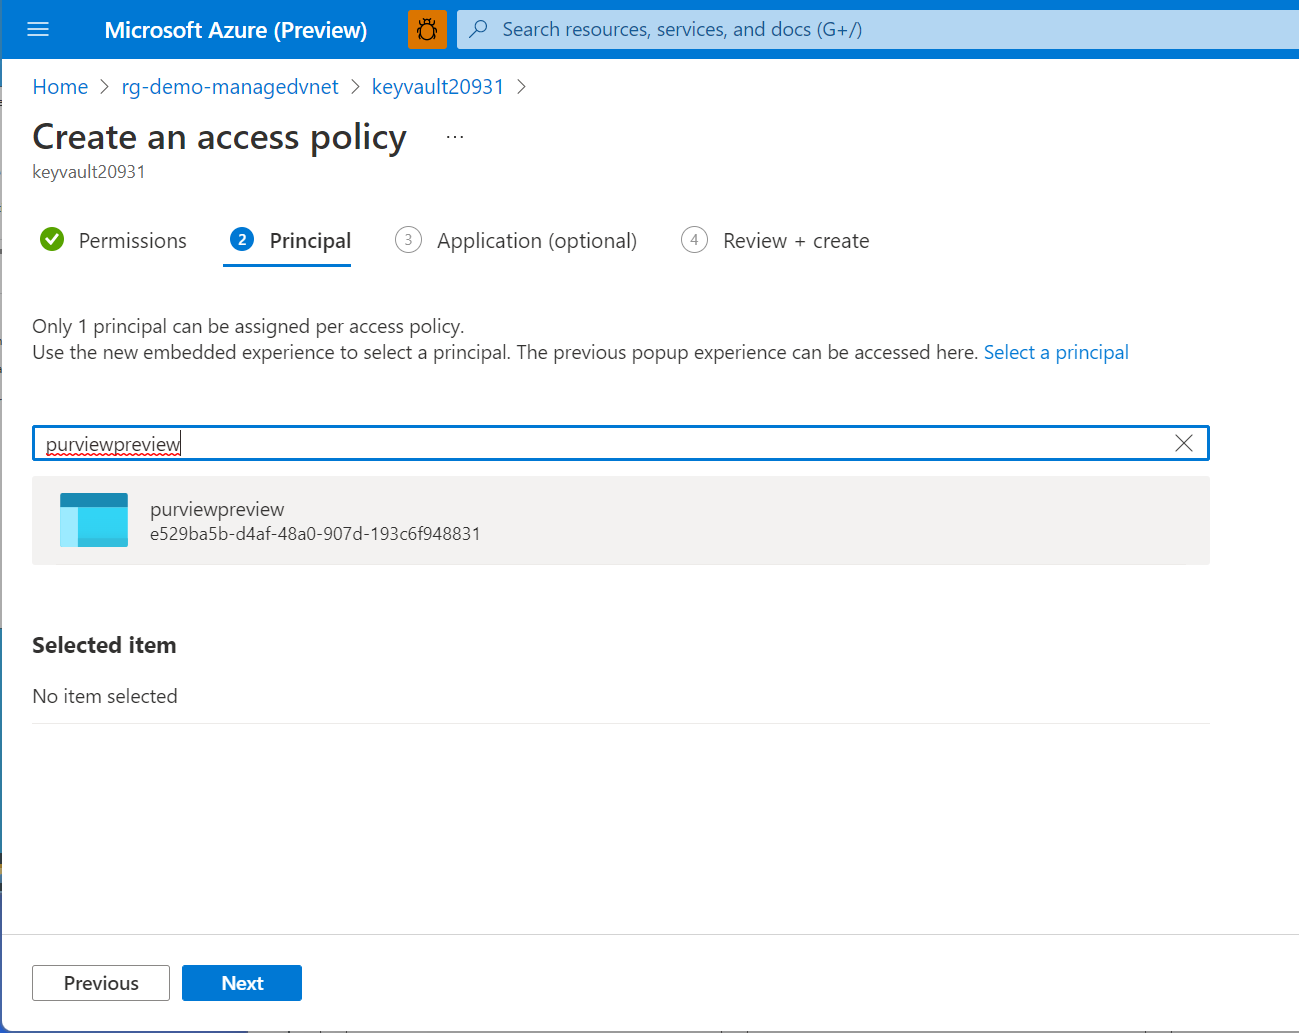 Microsoft Azure (Preview)
Search resources, services, and docs (G+/)
Home > rg-demo-managedvnet > keyvault20931 >
Create an access policy ...
keyvault20931
Permissions
2 Principal
3 Application (optional)
4 Review + create
Only 1 principal can be assigned per access policy.
Use the new embedded experience to select a principal. The previous popup experience can be accessed here. Select a principal
purviewpreview
purviewpreview
e529ba5b-d4af-48a0-907d-193c6f948831
Selected item
No item selected
Previous
Next